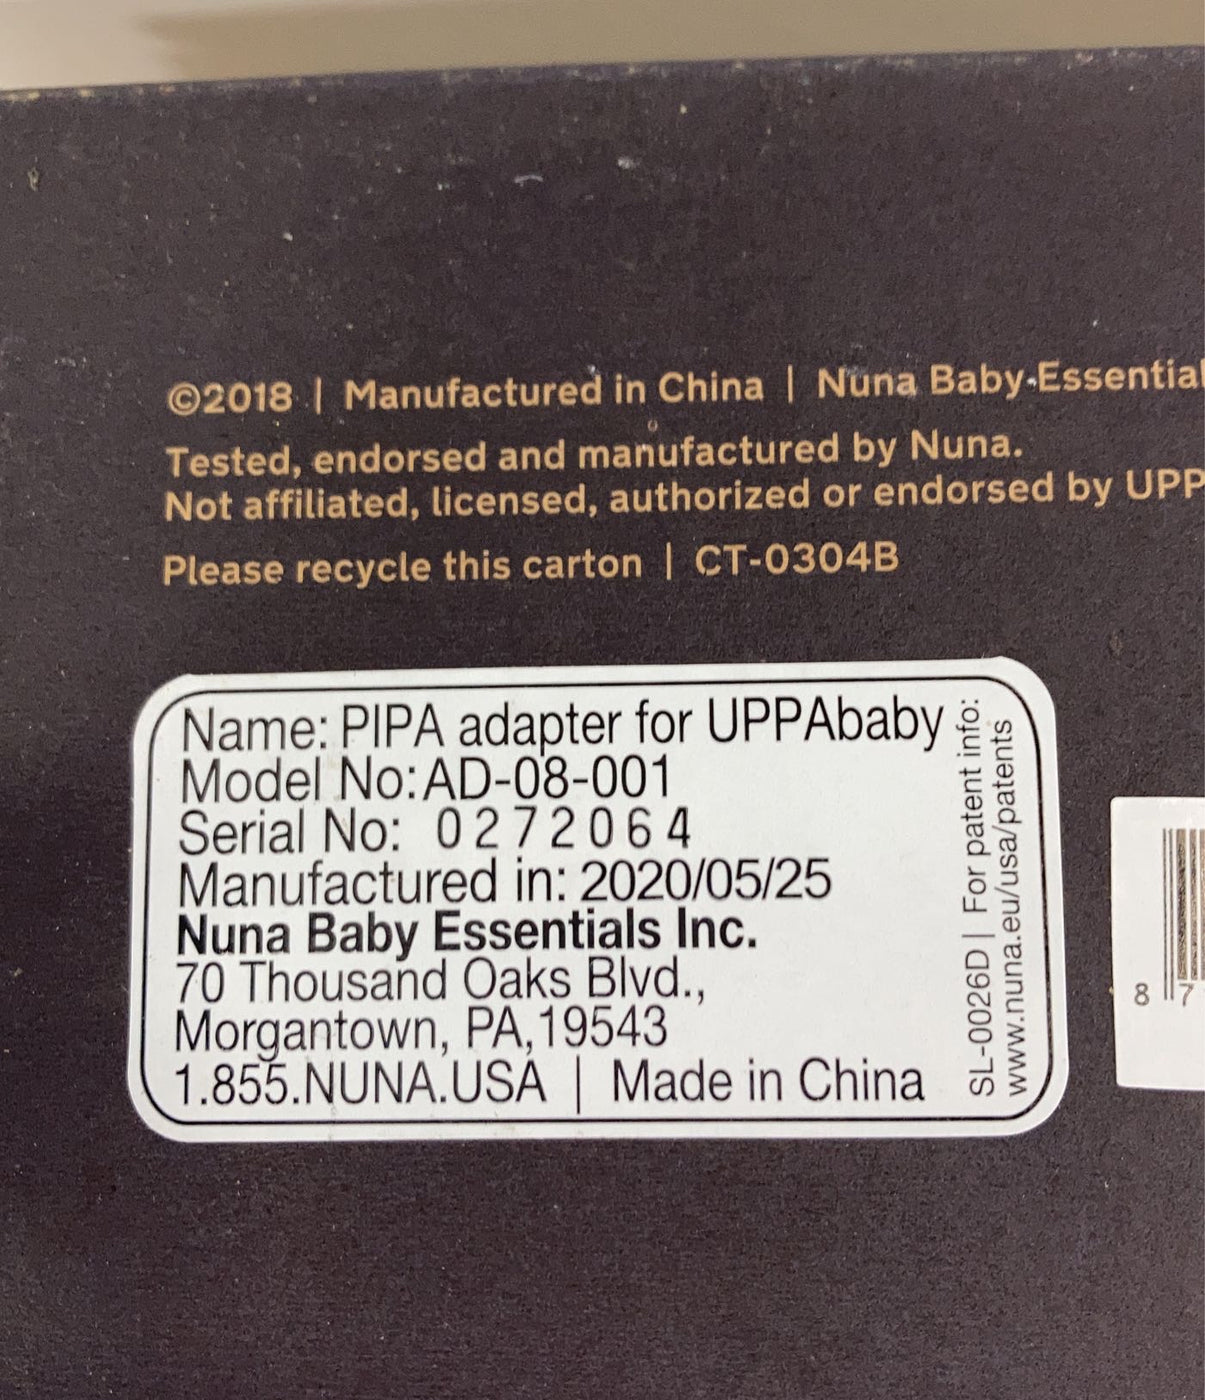 ©2018 | Manufactured in China | Nuna Baby Essential
Tested, endorsed and manufactured by Nuna.
Not affiliated, licensed, authorized or endorsed by UPP
Please recycle this carton | CT-0304B
Name: PIPA adapter for UPPAbaby
Model No:AD-08-001
Serial No: 0272064
Manufactured in: 2020/05/25
Nuna Baby Essentials Inc.
70 Thousand Oaks Blvd.,
Morgantown, PA,19543
1.855.NUNA.USA | Made in China
SL-0026D | For patent info:
www.nuna.eu/usa/patents
8 7